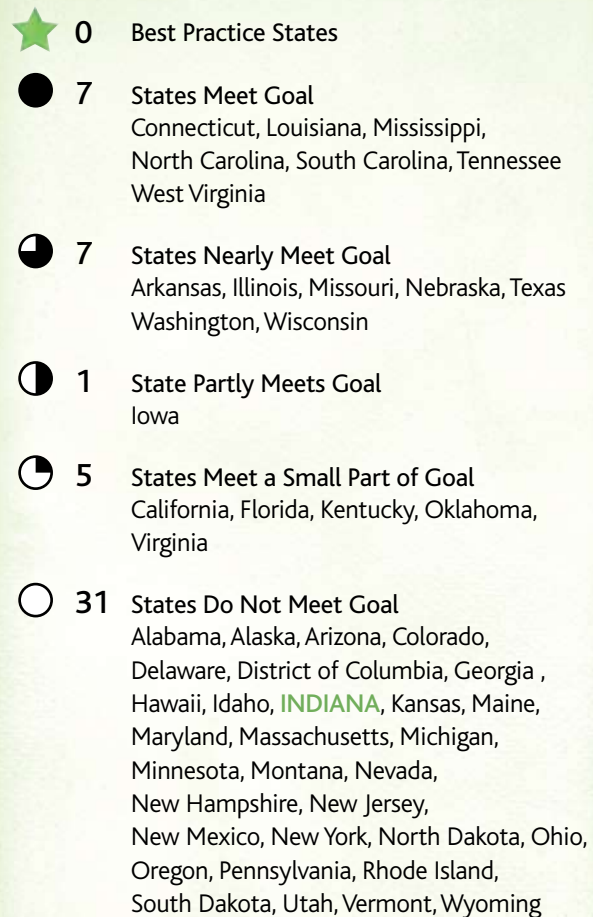 0 Best Practice States
7 States Meet Goal
Connecticut, Louisiana, Mississippi,
North Carolina, South Carolina, Tennessee
West Virginia
7 States Nearly Meet Goal
Arkansas, Illinois, Missouri, Nebraska, Texas
Washington, Wisconsin
1 State Partly Meets Goal
Iowa
5 States Meet a Small Part of Goal
California, Florida, Kentucky, Oklahoma,
Virginia
31 States Do Not Meet Goal
Alabama, Alaska, Arizona, Colorado,
Delaware, District of Columbia, Georgia ,
Hawaii, Idaho, INDIANA, Kansas, Maine,
Maryland, Massachusetts, Michigan,
Minnesota, Montana, Nevada,
New Hampshire, New Jersey,
New Mexico, New York, North Dakota, Ohio,
Oregon, Pennsylvania, Rhode Island,
South Dakota, Utah, Vermont, Wyoming